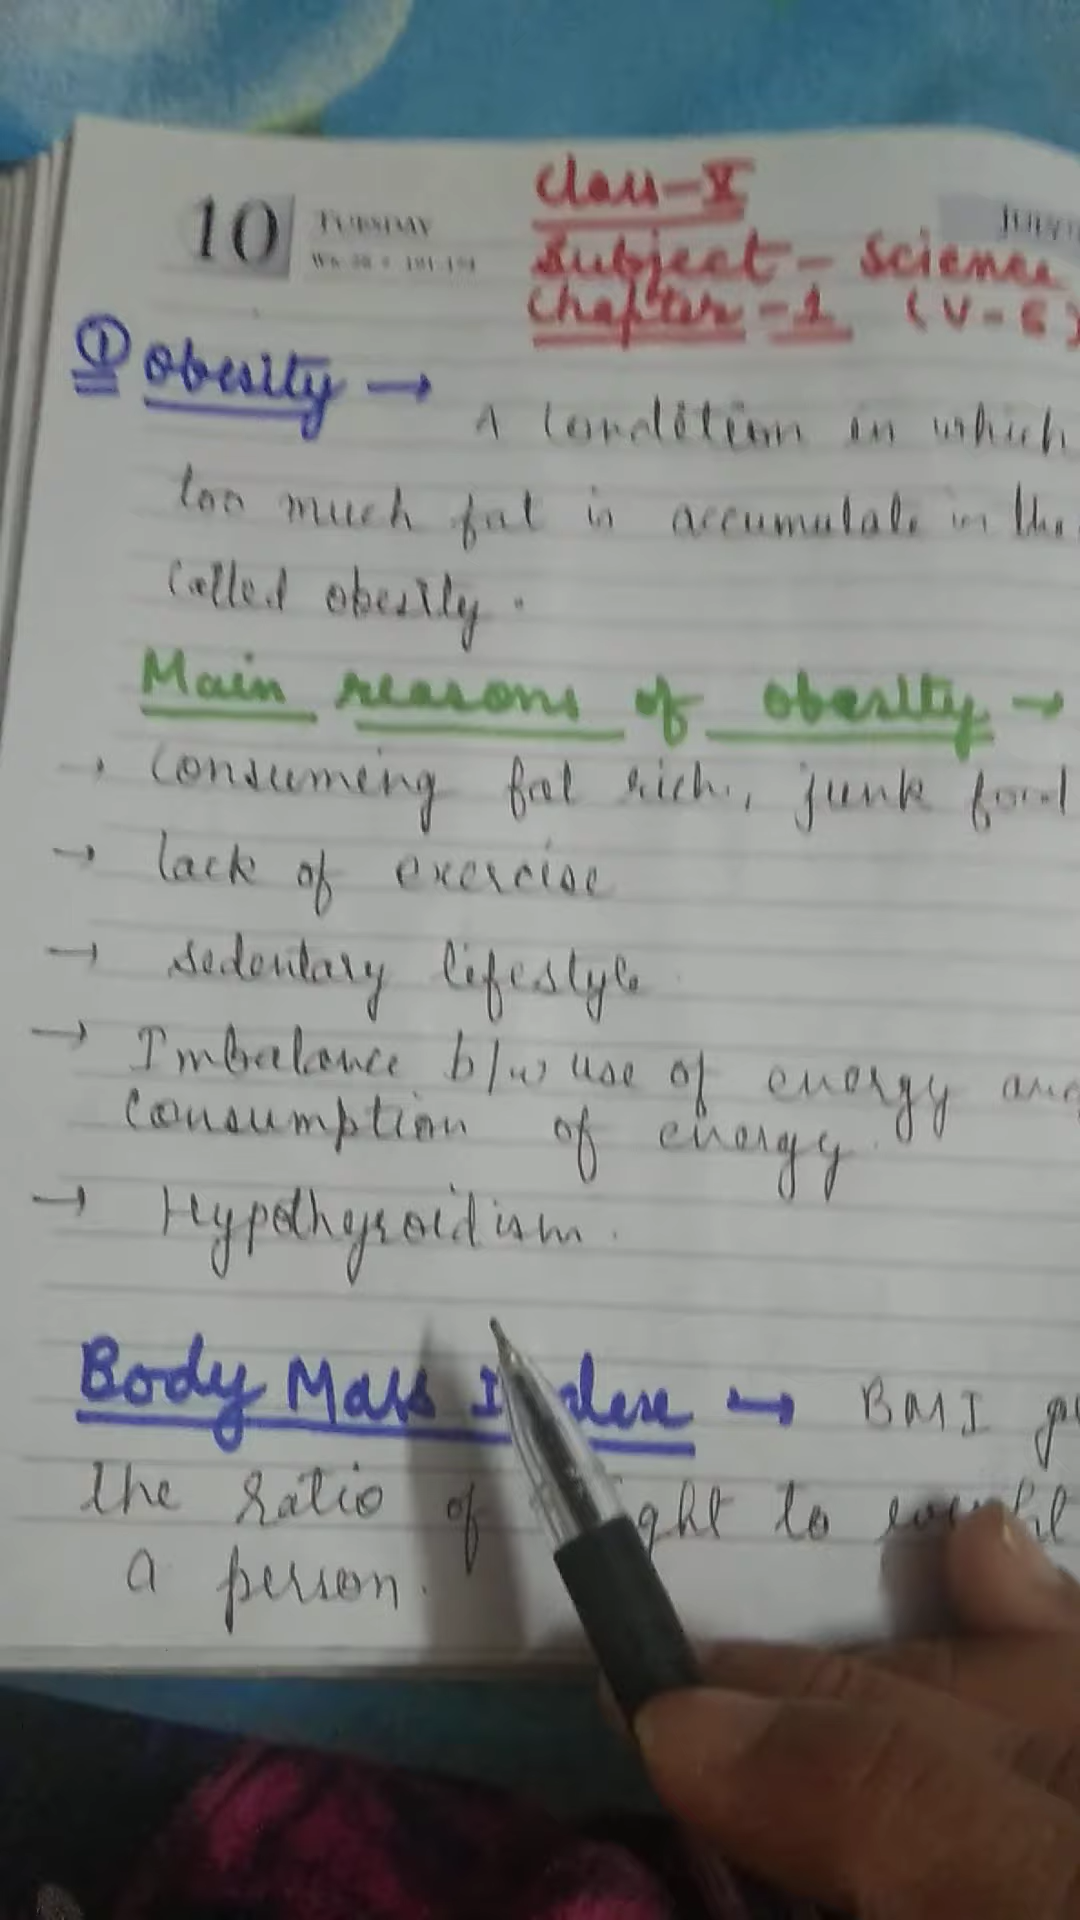 10 TUESDAY
Class-X
Subject - Science
Chapter-1 (V-6)
① Obesity →
A condition in which
too much fat is accumulate in the
called obesity.
Main reasons of obesity →
→ Consuming fat rich, junk food
→ lack of exercise
→ sedentary lifestyle
→ Imbalance b/w use of energy and
consumption of energy.
→ Hypothyroidism.
Body Mass → BMI
the ratio of to
a person.